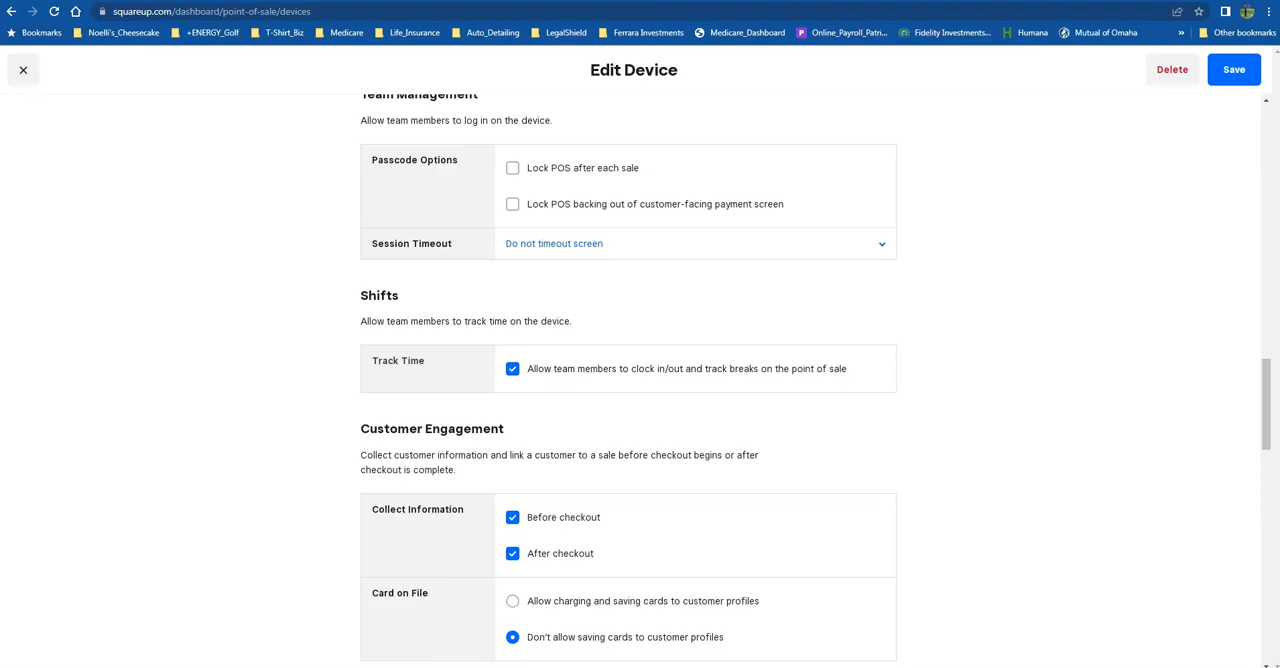 squareup.com/dashboard/point-of-sale/devices
Bookmarks Noelli's_Cheesecake +ENERGY_Golf T-Shirt_Biz Medicare Life_Insurance Auto_Detailing LegalShield Ferrara Investments Medicare_Dashboard Online_Payroll_Patri... Fidelity Investments... Humana Mutual of Omaha » Other bookmarks
Edit Device
Delete
Save
Team Management
Allow team members to log in on the device.
Passcode Options
Lock POS after each sale
Lock POS backing out of customer-facing payment screen
Session Timeout
Do not timeout screen
Shifts
Allow team members to track time on the device.
Track Time
Allow team members to clock in/out and track breaks on the point of sale
Customer Engagement
Collect customer information and link a customer to a sale before checkout begins or after
checkout is complete.
Collect Information
Before checkout
After checkout
Card on File
Allow charging and saving cards to customer profiles
Don't allow saving cards to customer profiles